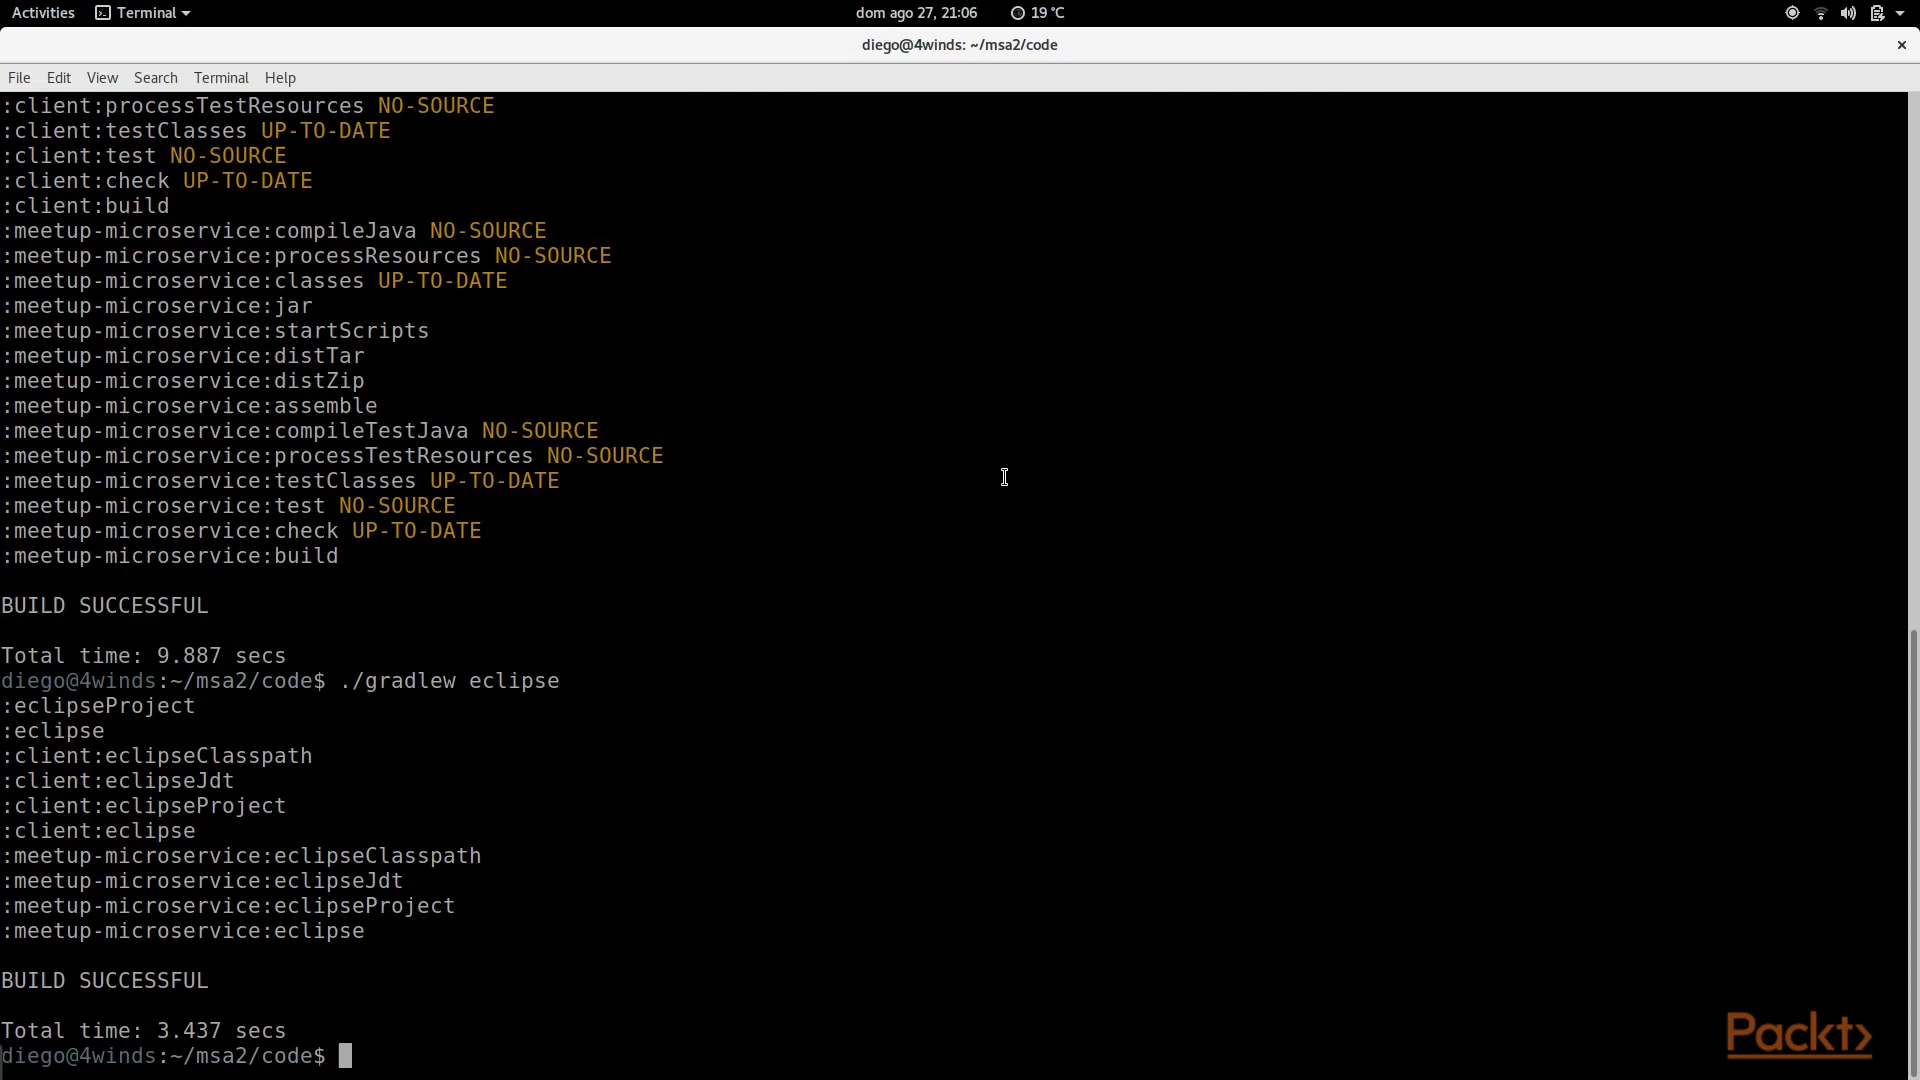 Activities Terminal dom ago 27, 21:06 19 °C
diego@4winds: ~/msa2/code ×
File Edit View Search Terminal Help
:client:processTestResources NO-SOURCE
:client:testClasses UP-TO-DATE
:client:test NO-SOURCE
:client:check UP-TO-DATE
:client:build
:meetup-microservice:compileJava NO-SOURCE
:meetup-microservice:processResources NO-SOURCE
:meetup-microservice:classes UP-TO-DATE
:meetup-microservice:jar
:meetup-microservice:startScripts
:meetup-microservice:distTar
:meetup-microservice:distZip
:meetup-microservice:assemble
:meetup-microservice:compileTestJava NO-SOURCE
:meetup-microservice:processTestResources NO-SOURCE
:meetup-microservice:testClasses UP-TO-DATE
:meetup-microservice:test NO-SOURCE
:meetup-microservice:check UP-TO-DATE
:meetup-microservice:build
BUILD SUCCESSFUL
Total time: 9.887 secs
diego@4winds:~/msa2/code$ ./gradlew eclipse
:eclipseProject
:eclipse
:client:eclipseClasspath
:client:eclipseJdt
:client:eclipseProject
:client:eclipse
:meetup-microservice:eclipseClasspath
:meetup-microservice:eclipseJdt
:meetup-microservice:eclipseProject
:meetup-microservice:eclipse
BUILD SUCCESSFUL
Total time: 3.437 secs
diego@4winds:~/msa2/code$
Packt>